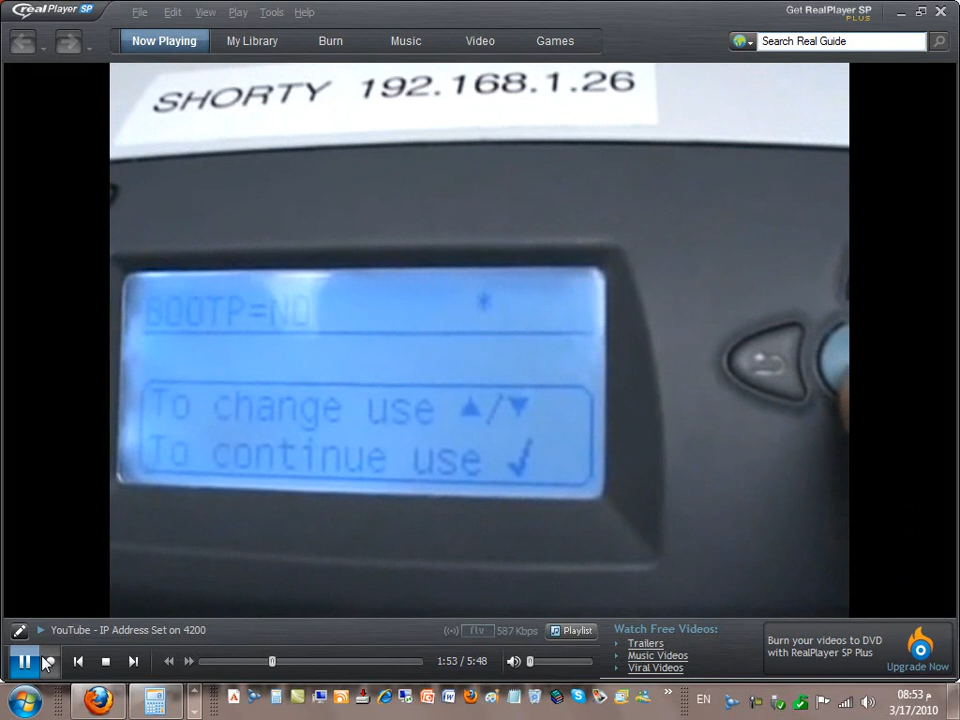 realPlayer SP
File Edit View Play Tools Help
Get RealPlayer SP
PLUS
Now Playing My Library Burn Music Video Games
Search Real Guide
SHORTY 192.168.1.26
BOOTP=NO *
To change use ▲/▼
To continue use ✓
YouTube - IP Address Set on 4200
flv 587 Kbps
Playlist
1:53 / 5:48
Watch Free Videos:
Trailers
Music Videos
Viral Videos
Burn your videos to DVD
with RealPlayer SP Plus
Upgrade Now
EN
08:53 م
3/17/2010